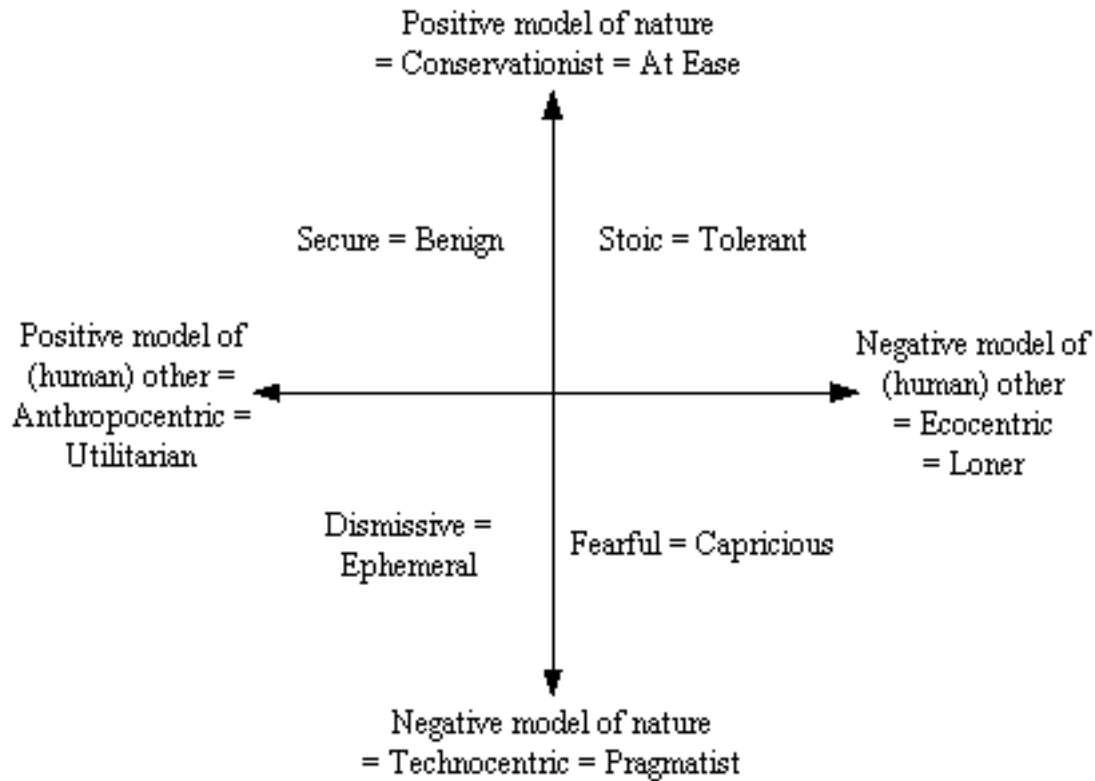 Positive model of nature
= Conservationist = At Ease
Secure = Benign
Stoic = Tolerant
Positive model of
(human) other =
Anthropocentric =
Utilitarian
Negative model of
(human) other
= Ecocentric
= Loner
Dismissive =
Ephemeral
Fearful = Capricious
Negative model of nature
= Technocentric = Pragmatist